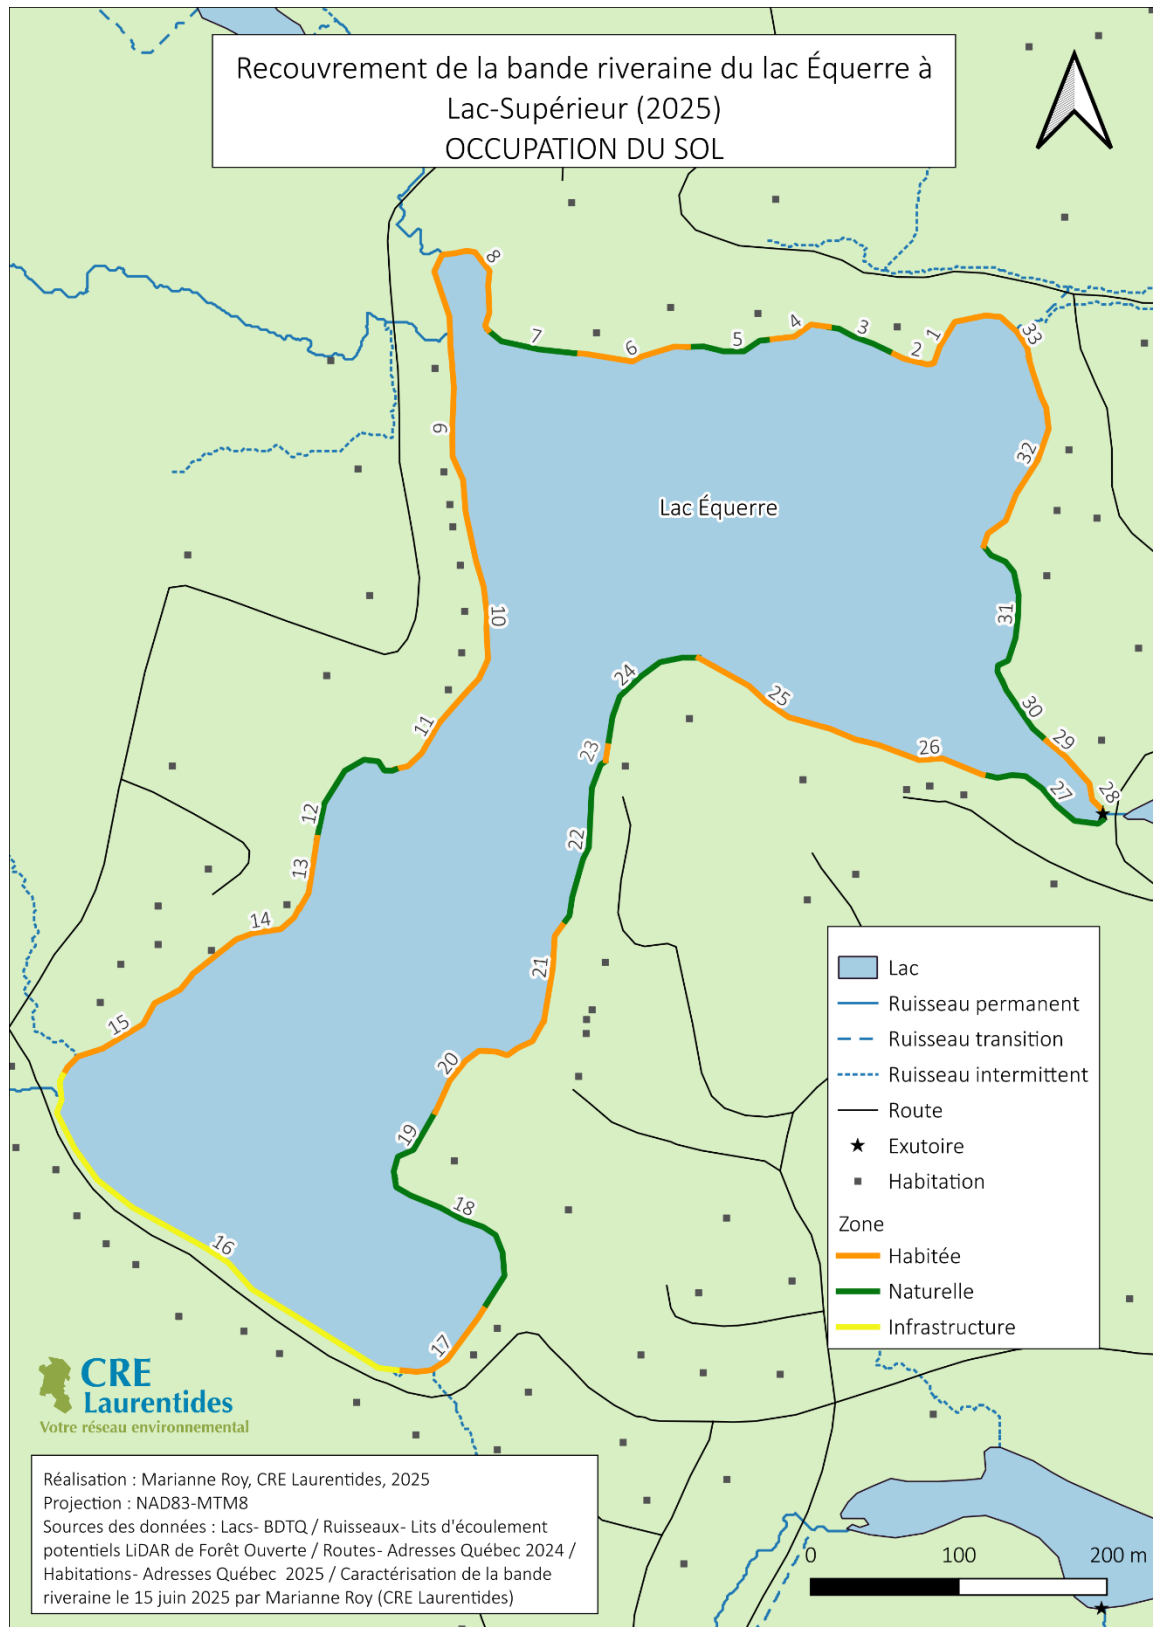 Recouvrement de la bande riveraine du lac Équerre à
Lac-Supérieur (2025)
OCCUPATION DU SOL
8
7
6
5
4
3
2
1
33
9
32
Lac Équerre
10
31
24
11
25
30
23
26
29
28
27
12
22
13
14
21
15
20
19
18
16
17
Lac
Ruisseau permanent
Ruisseau transition
Ruisseau intermittent
Route
Exutoire
Habitation
Zone
Habitée
Naturelle
Infrastructure
CRE
Laurentides
Votre réseau environnemental
Réalisation : Marianne Roy, CRE Laurentides, 2025
Projection : NAD83-MTM8
Sources des données : Lacs- BDTQ / Ruisseaux- Lits d'écoulement
potentiels LiDAR de Forêt Ouverte / Routes- Adresses Québec 2024 /
Habitations- Adresses Québec  2025 / Caractérisation de la bande
riveraine le 15 juin 2025 par Marianne Roy (CRE Laurentides)
0 100 200 m